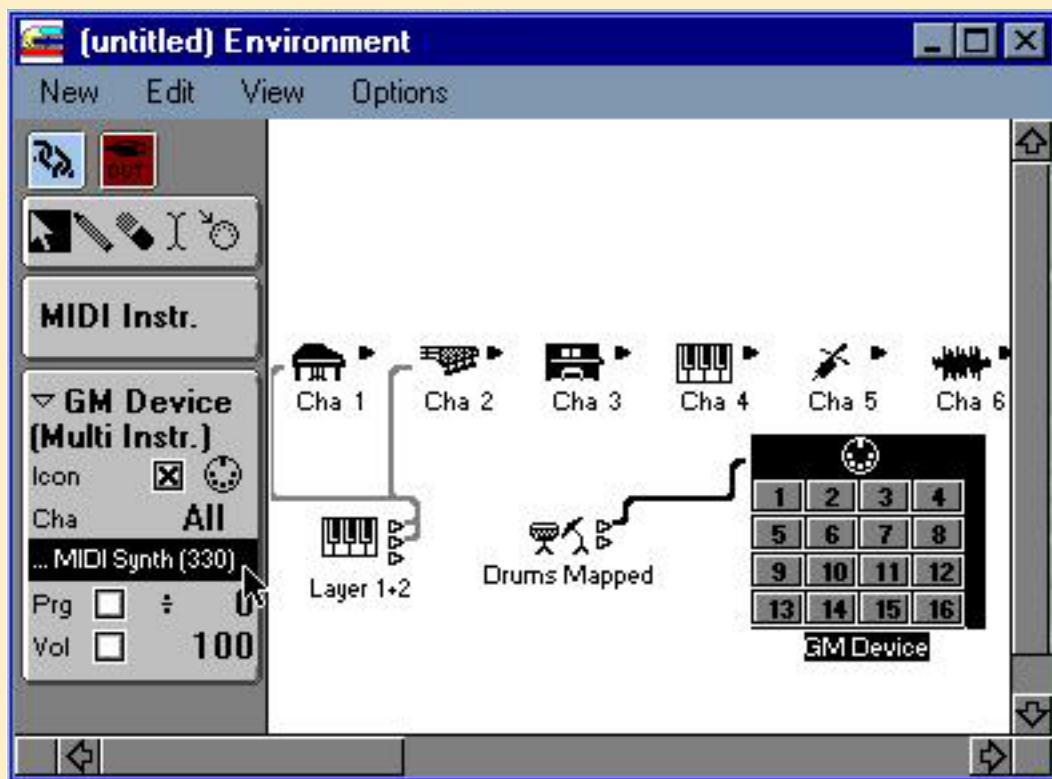 (untitled) Environment
New Edit View Options
OUT
MIDI Instr.
GM Device
(Multi Instr.)
Icon
Cha All
... MIDI Synth (330)
Prg ÷ 0
Vol 100
Cha 1 Cha 2 Cha 3 Cha 4 Cha 5 Cha 6
Layer 1+2
Drums Mapped
1 2 3 4
5 6 7 8
9 10 11 12
13 14 15 16
GM Device